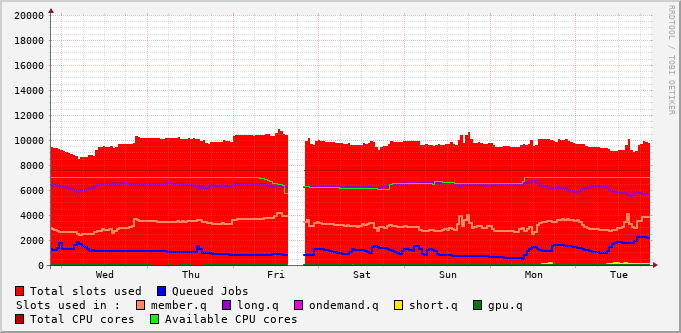 RRDTOOL / TOBI OETIKER
20000
18000
16000
14000
12000
10000
8000
6000
4000
2000
0
Wed Thu Fri Sat Sun Mon Tue
Total slots used Queued Jobs
Slots used in : member.q long.q ondemand.q short.q gpu.q
Total CPU cores Available CPU cores